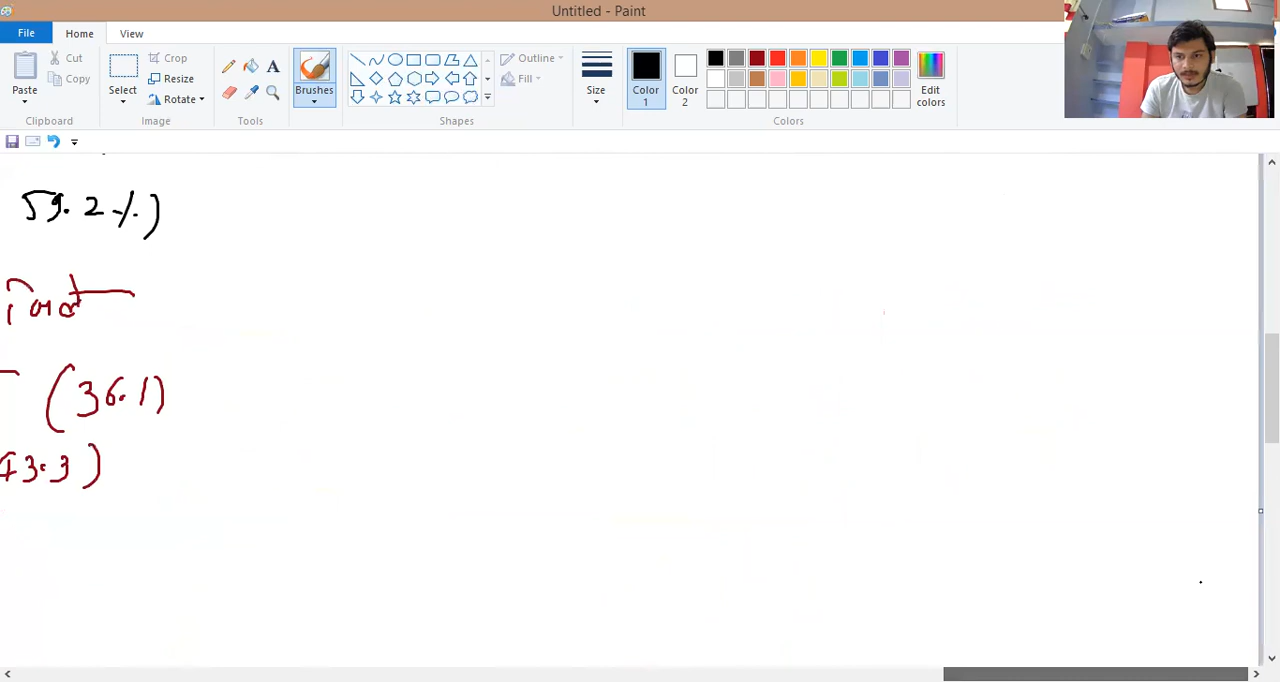 Untitled - Paint
File
Home
View
Paste
Cut
Copy
Clipboard
Select
Crop
Resize
Rotate
Image
Tools
Brushes
Shapes
Outline
Fill
Size
Color 1
Color 2
Edit colors
Colors
59.2%)
(36.1)
43.3)